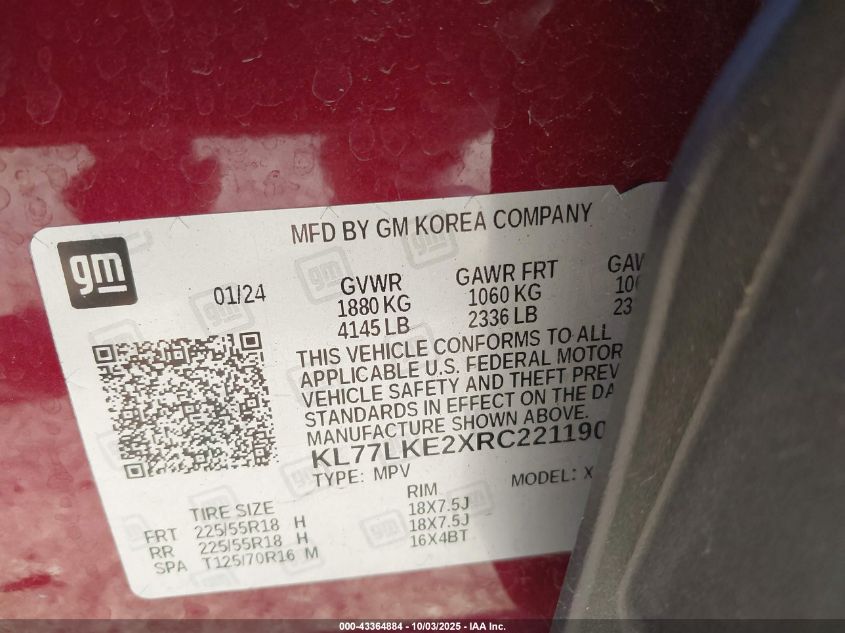 MFD BY GM KOREA COMPANY
gm
01/24
GVWR
1880 KG
4145 LB
GAWR FRT
1060 KG
2336 LB
GAW
10
23
THIS VEHICLE CONFORMS TO ALL
APPLICABLE U.S. FEDERAL MOTOR
VEHICLE SAFETY AND THEFT PREV
STANDARDS IN EFFECT ON THE DA
MANUFACTURE SHOWN ABOVE.
KL77LKE2XRC221190
TYPE: MPV MODEL: X
TIRE SIZE RIM
FRT 225/55R18 H 18X7.5J
RR 225/55R18 H 18X7.5J
SPA T125/70R16 M 16X4BT
000-43364884 | 10/03/2025 - IAA Inc.